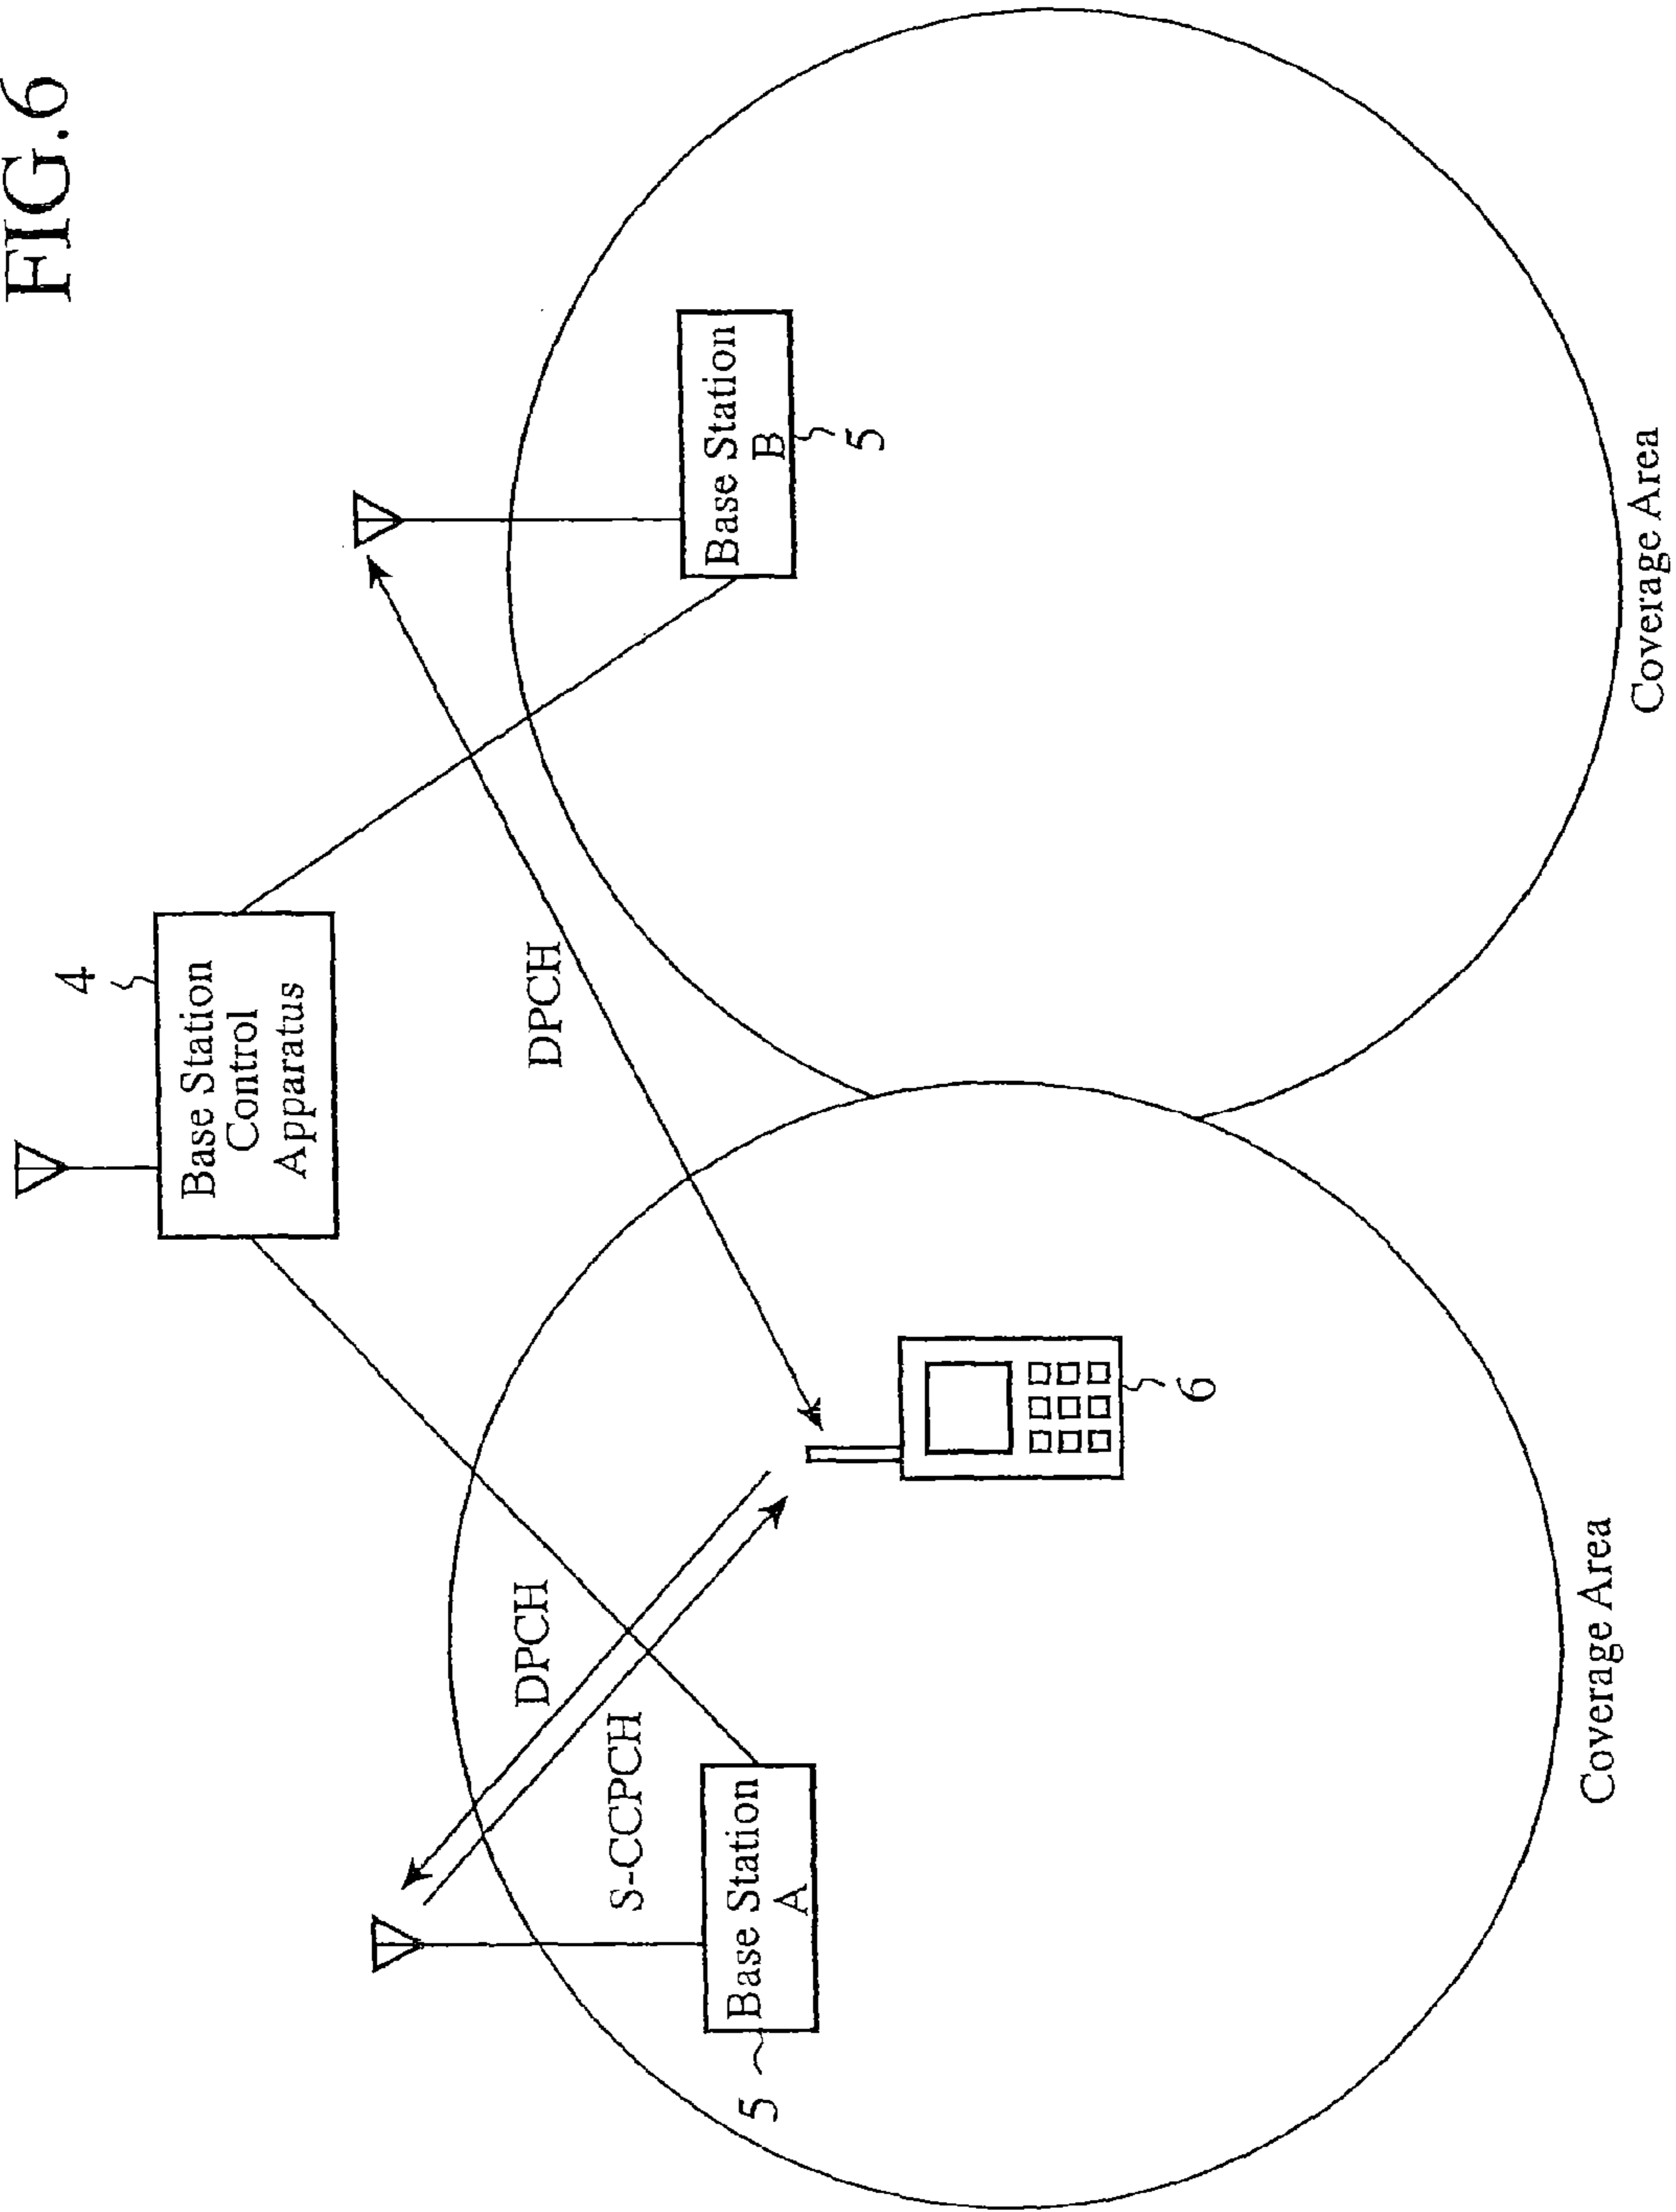 FIG.6
4
Base Station
Control
Apparatus
DPCH
DPCH
S-CCPCH
Base Station
A
5
Base Station
B
5
6
Coverage Area
Coverage Area